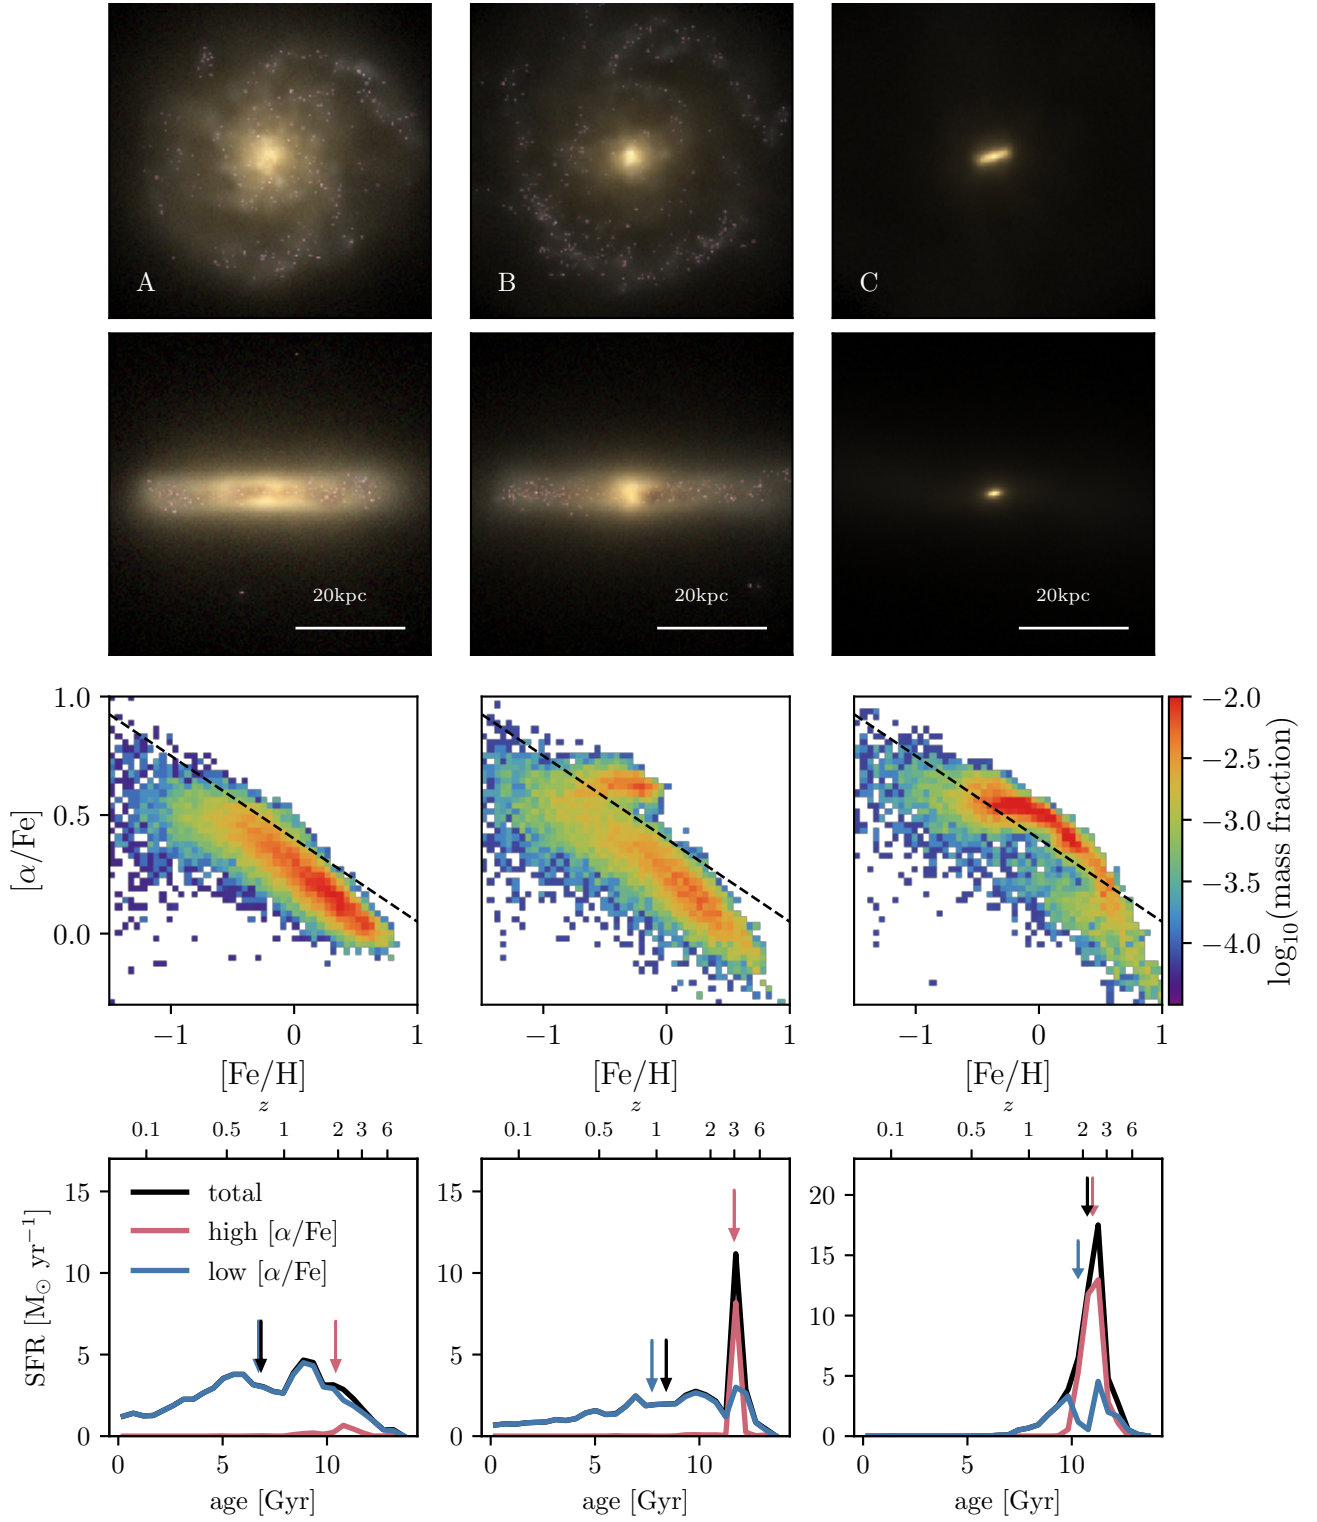 A B C
20kpc 20kpc 20kpc
1.0
0.5
0.0
[α/Fe]
−1 0 1
−1 0 1
−1 0 1
[Fe/H] [Fe/H] [Fe/H]
−2.0
−2.5
−3.0
−3.5
−4.0
log₁₀(mass fraction)
z z z
0.1 0.5 1 2 3 6
0.1 0.5 1 2 3 6
0.1 0.5 1 2 3 6
total
high [α/Fe]
low [α/Fe]
SFR [M⊙ yr⁻¹]
15
10
5
0
15
10
5
0
20
15
10
5
0
0 5 10
0 5 10
0 5 10
age [Gyr] age [Gyr] age [Gyr]